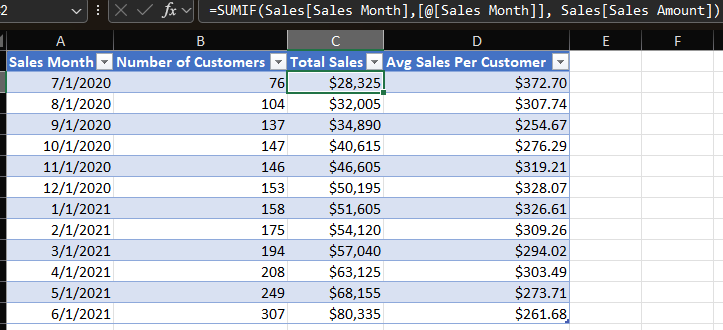 2 fx =SUMIF(Sales[Sales Month],[@[Sales Month]], Sales[Sales Amount])
A B C D E F
Sales Month Number of Customers Total Sales Avg Sales Per Customer
7/1/2020 76 $28,325 $372.70
8/1/2020 104 $32,005 $307.74
9/1/2020 137 $34,890 $254.67
10/1/2020 147 $40,615 $276.29
11/1/2020 146 $46,605 $319.21
12/1/2020 153 $50,195 $328.07
1/1/2021 158 $51,605 $326.61
2/1/2021 175 $54,120 $309.26
3/1/2021 194 $57,040 $294.02
4/1/2021 208 $63,125 $303.49
5/1/2021 249 $68,155 $273.71
6/1/2021 307 $80,335 $261.68